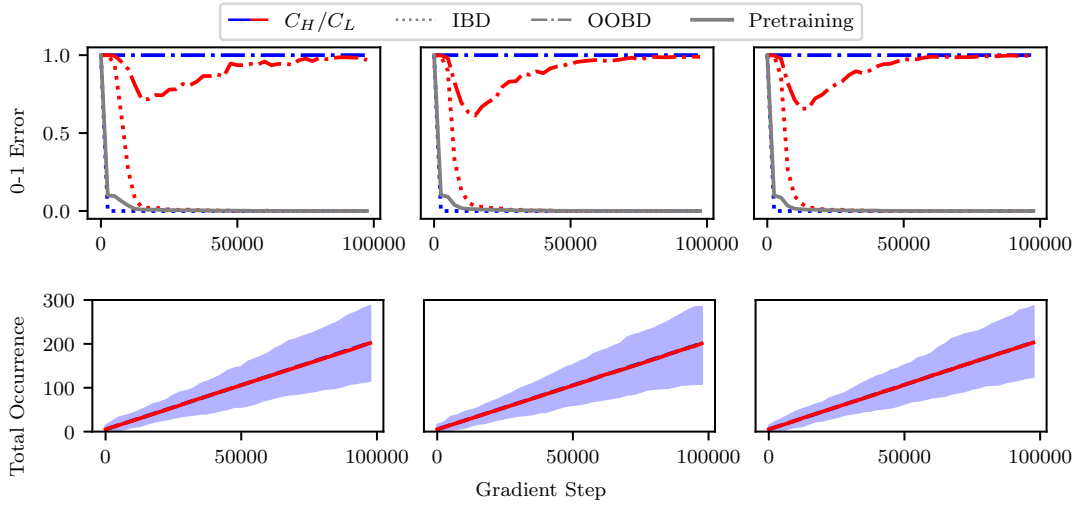 C_H/C_L IBD OOBD Pretraining
0-1 Error
1.0
0.5
0.0
0 50000 100000
0 50000 100000
0 50000 100000
Total Occurrence
300
200
100
0
0 50000 100000
0 50000 100000
0 50000 100000
Gradient Step